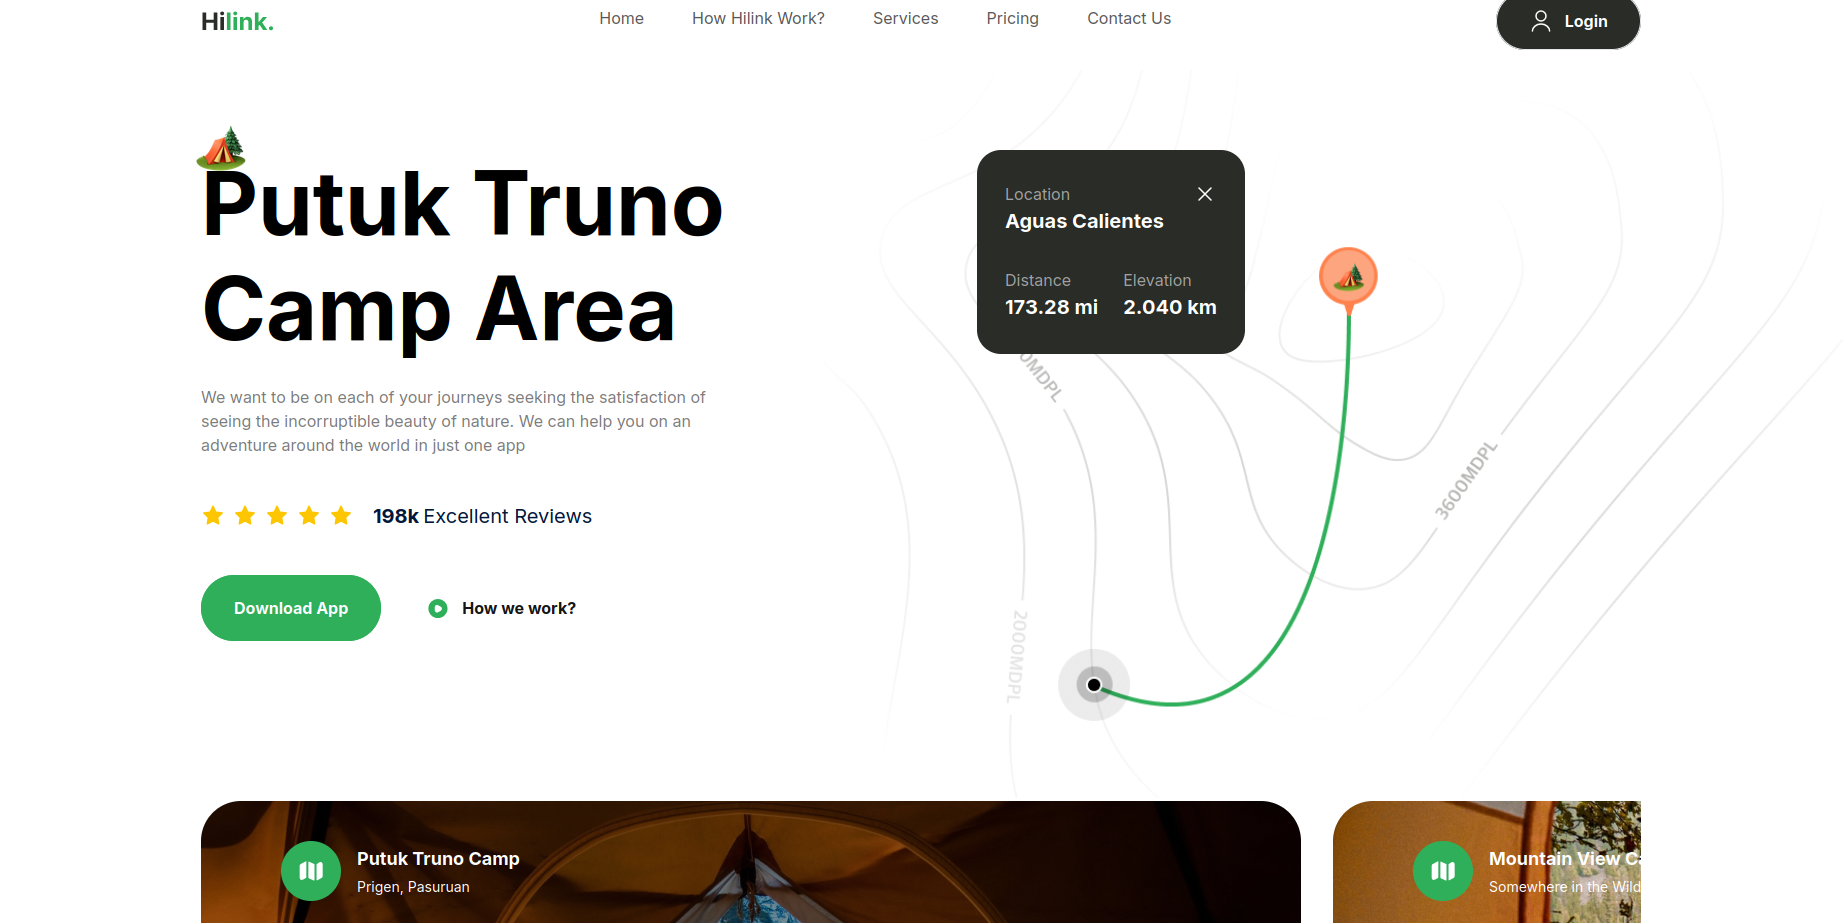 Hilink.
Home
How Hilink Work?
Services
Pricing
Contact Us
Login
Putuk Truno
Camp Area
We want to be on each of your journeys seeking the satisfaction of
seeing the incorruptible beauty of nature. We can help you on an
adventure around the world in just one app
198k Excellent Reviews
Download App
How we work?
Location
Aguas Calientes
Distance
173.28 mi
Elevation
2.040 km
0MDPL
3600MDPL
2000MDPL
Putuk Truno Camp
Prigen, Pasuruan
Mountain View
Somewhere in the Wild